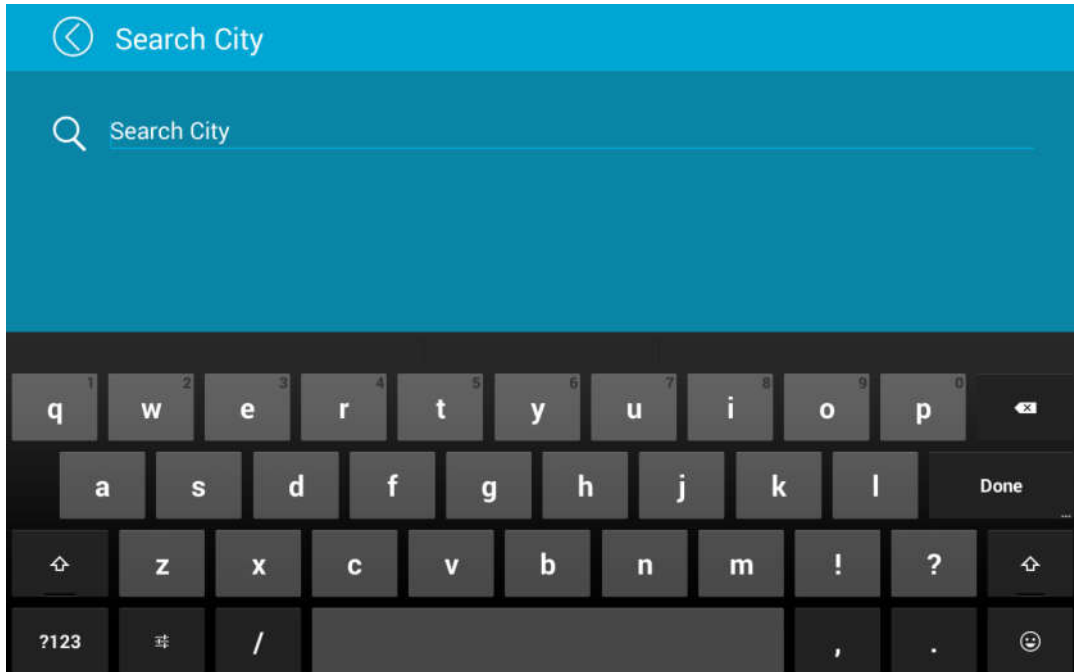 Search City
Search City
1 2 3 4 5 6 7 8 9 0
q w e r t y u i o p
a s d f g h j k l Done
...
z x c v b n m ! ?
?123 / , .